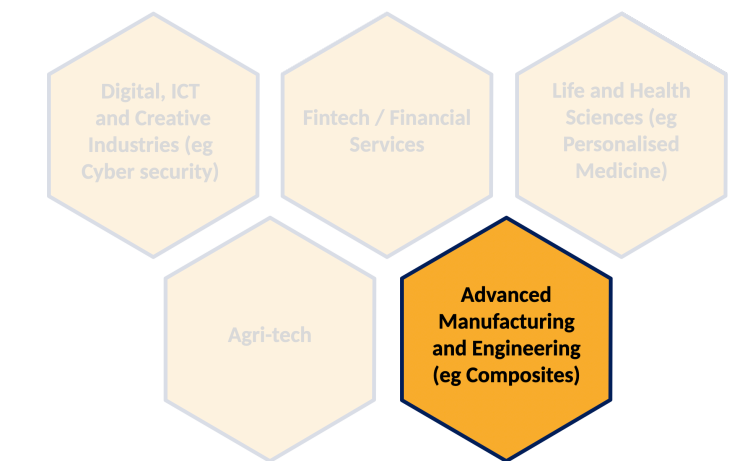 Digital, ICT
and Creative
Industries (eg
Cyber security)
Fintech / Financial
Services
Life and Health
Sciences (eg
Personalised
Medicine)
Agri-tech
Advanced
Manufacturing
and Engineering
(eg Composites)